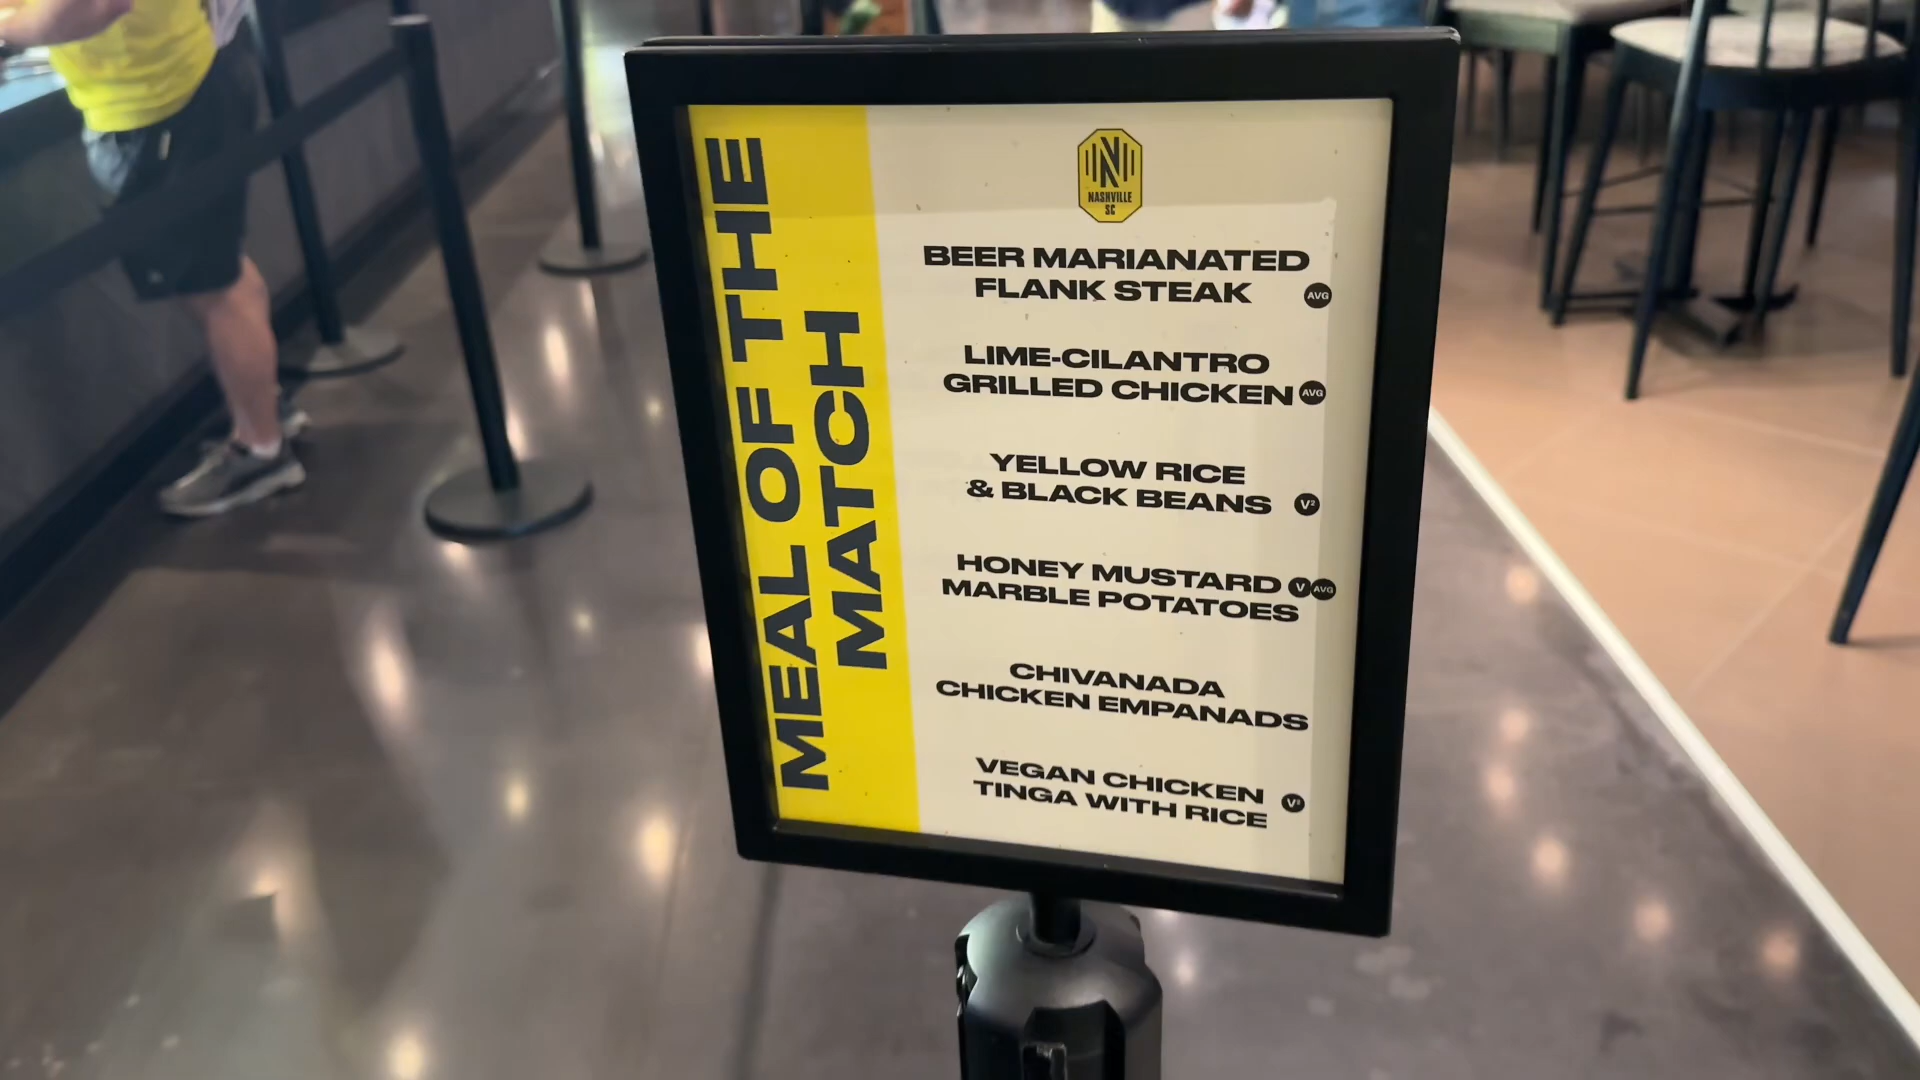 MEAL OF THE
MATCH
N
NASHVILLE
SC
BEER MARIANATED
FLANK STEAK AVG
LIME-CILANTRO
GRILLED CHICKEN AVG
YELLOW RICE
& BLACK BEANS V²
HONEY MUSTARD V AVG
MARBLE POTATOES
CHIVANADA
CHICKEN EMPANADS
VEGAN CHICKEN
TINGA WITH RICE V²